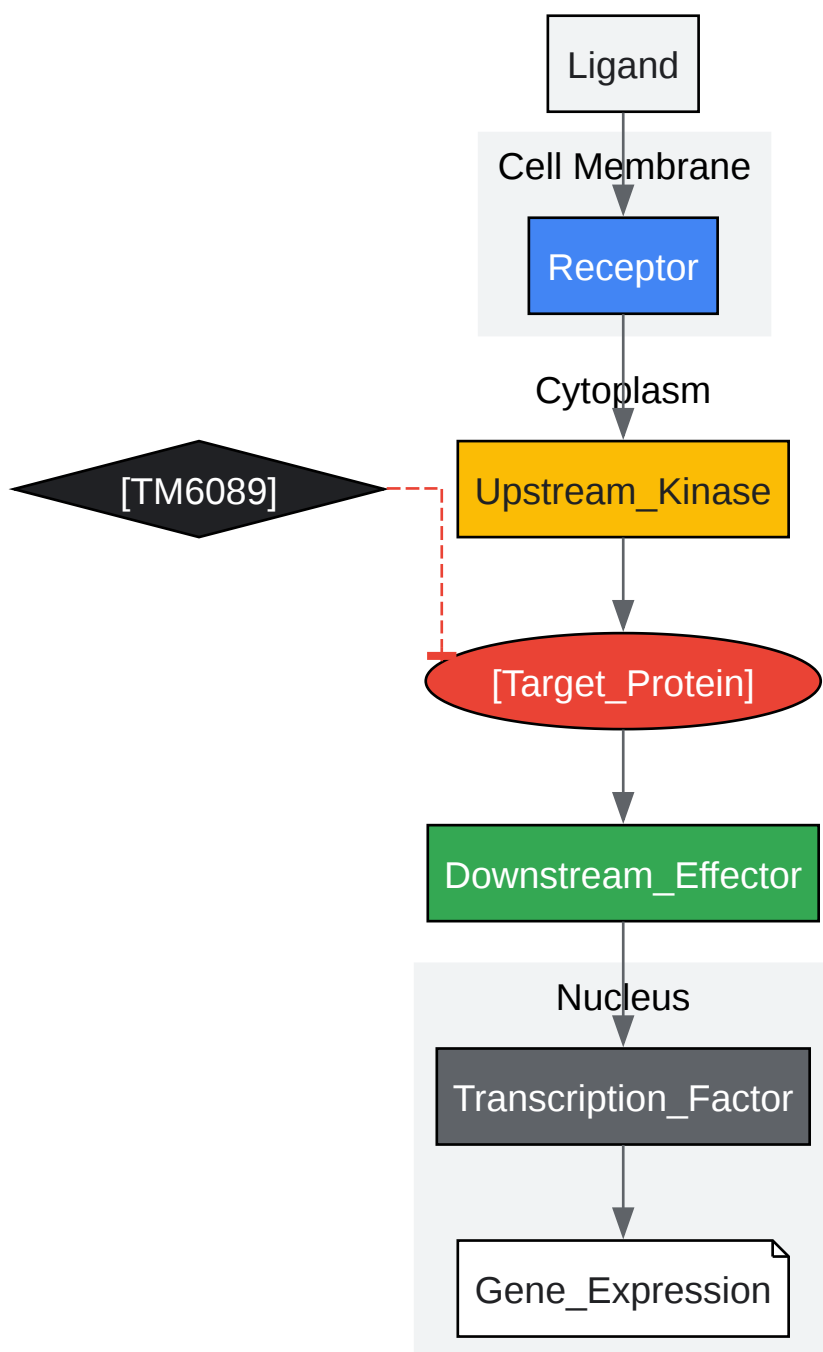 Ligand
Cell Membrane
Receptor
Cytoplasm
[TM6089]
Upstream_Kinase
[Target_Protein]
Downstream_Effector
Nucleus
Transcription_Factor
Gene_Expression